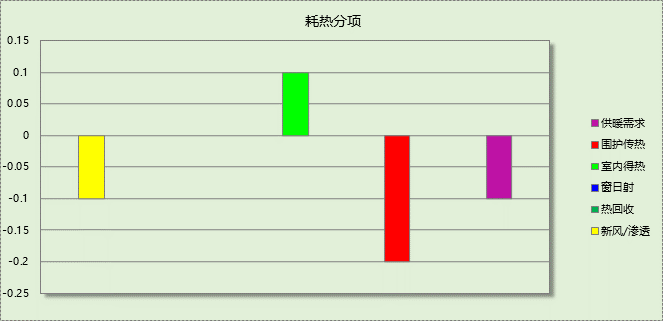 耗热分项
0.15
0.1
0.05
0
-0.05
-0.1
-0.15
-0.2
-0.25
供暖需求
围护传热
室内得热
窗日射
热回收
新风/渗透